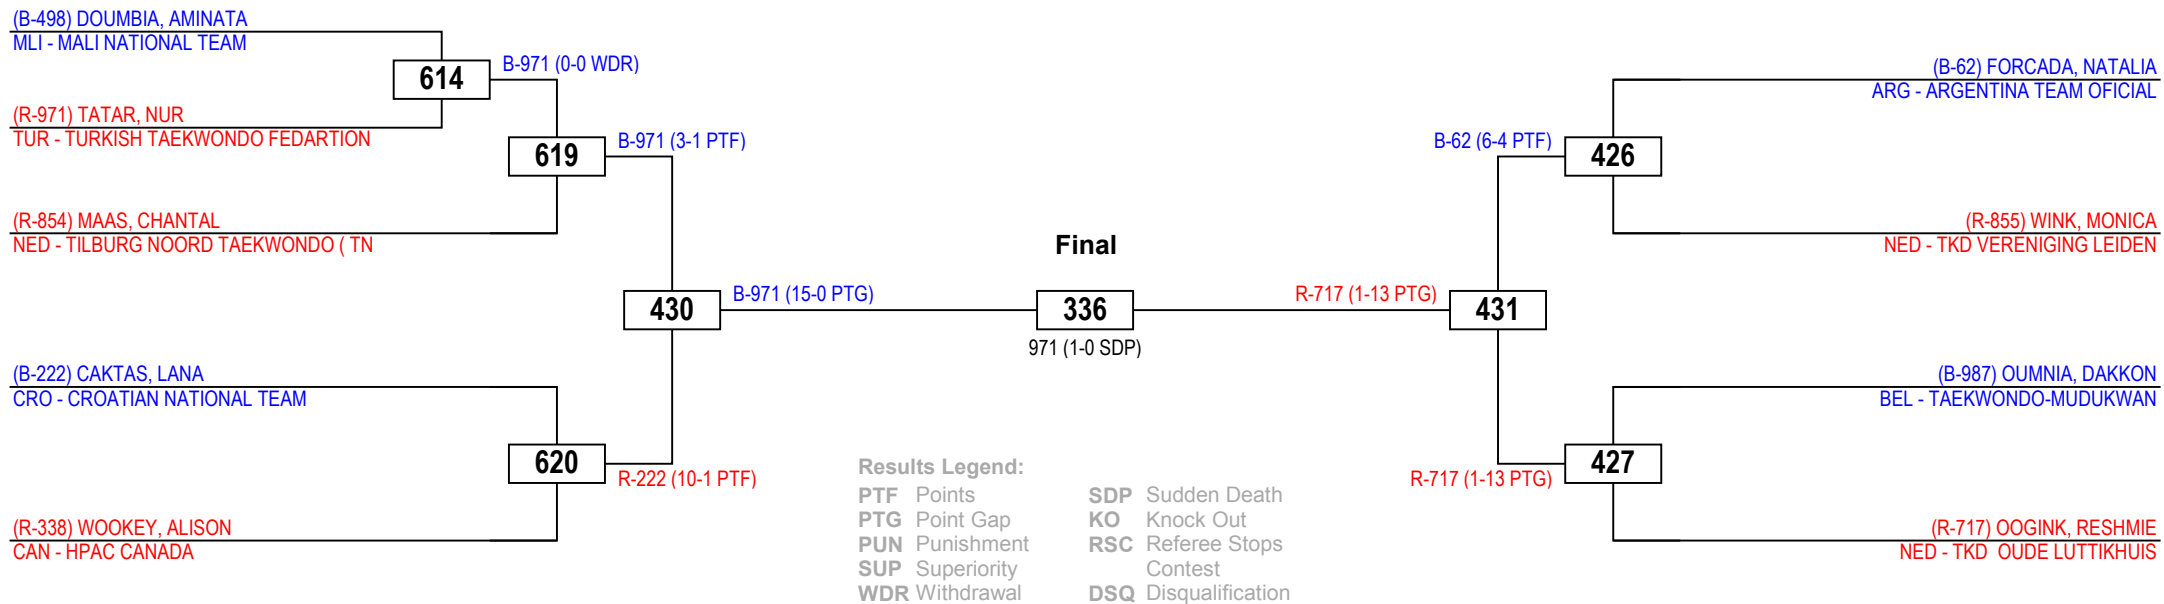 (B-498) DOUMBIA, AMINATA
MLI - MALI NATIONAL TEAM
614
B-971 (0-0 WDR)
(R-971) TATAR, NUR
TUR - TURKISH TAEKWONDO FEDARTION
619
B-971 (3-1 PTF)
(R-854) MAAS, CHANTAL
NED - TILBURG NOORD TAEKWONDO ( TN
430
B-971 (15-0 PTG)
(B-222) CAKTAS, LANA
CRO - CROATIAN NATIONAL TEAM
620
R-222 (10-1 PTF)
(R-338) WOOKEY, ALISON
CAN - HPAC CANADA
Final
336
971 (1-0 SDP)
(B-62) FORCADA, NATALIA
ARG - ARGENTINA TEAM OFICIAL
B-62 (6-4 PTF)
426
(R-855) WINK, MONICA
NED - TKD VERENIGING LEIDEN
R-717 (1-13 PTG)
431
(B-987) OUMNIA, DAKKON
BEL - TAEKWONDO-MUDUKWAN
427
R-717 (1-13 PTG)
(R-717) OOGINK, RESHMIE
NED - TKD  OUDE LUTTIKHUIS
Results Legend:
PTF Points
PTG Point Gap
PUN Punishment
SUP Superiority
WDR Withdrawal
SDP Sudden Death
KO Knock Out
RSC Referee Stops
Contest
DSQ Disqualification